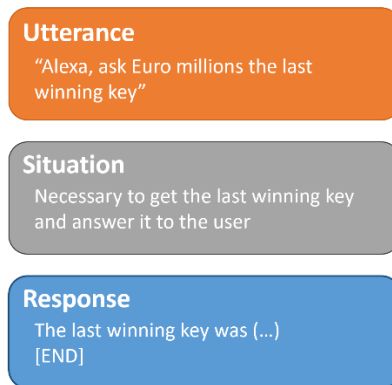 Utterance
“Alexa, ask Euro millions the last
winning key”
Situation
Necessary to get the last winning key
and answer it to the user
Response
The last winning key was (...)
[END]